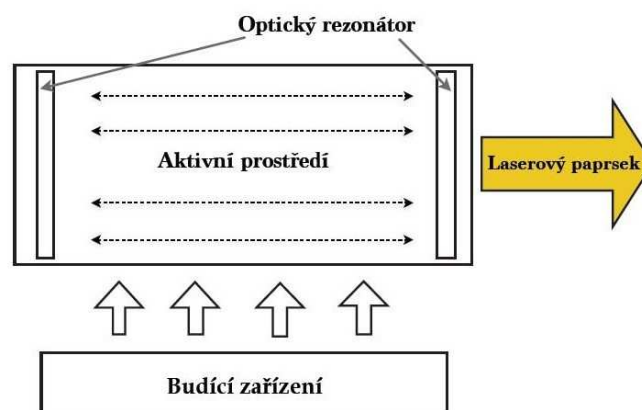 Optický rezonátor
Aktivní prostředí
Laserový paprsek
Budící zařízení